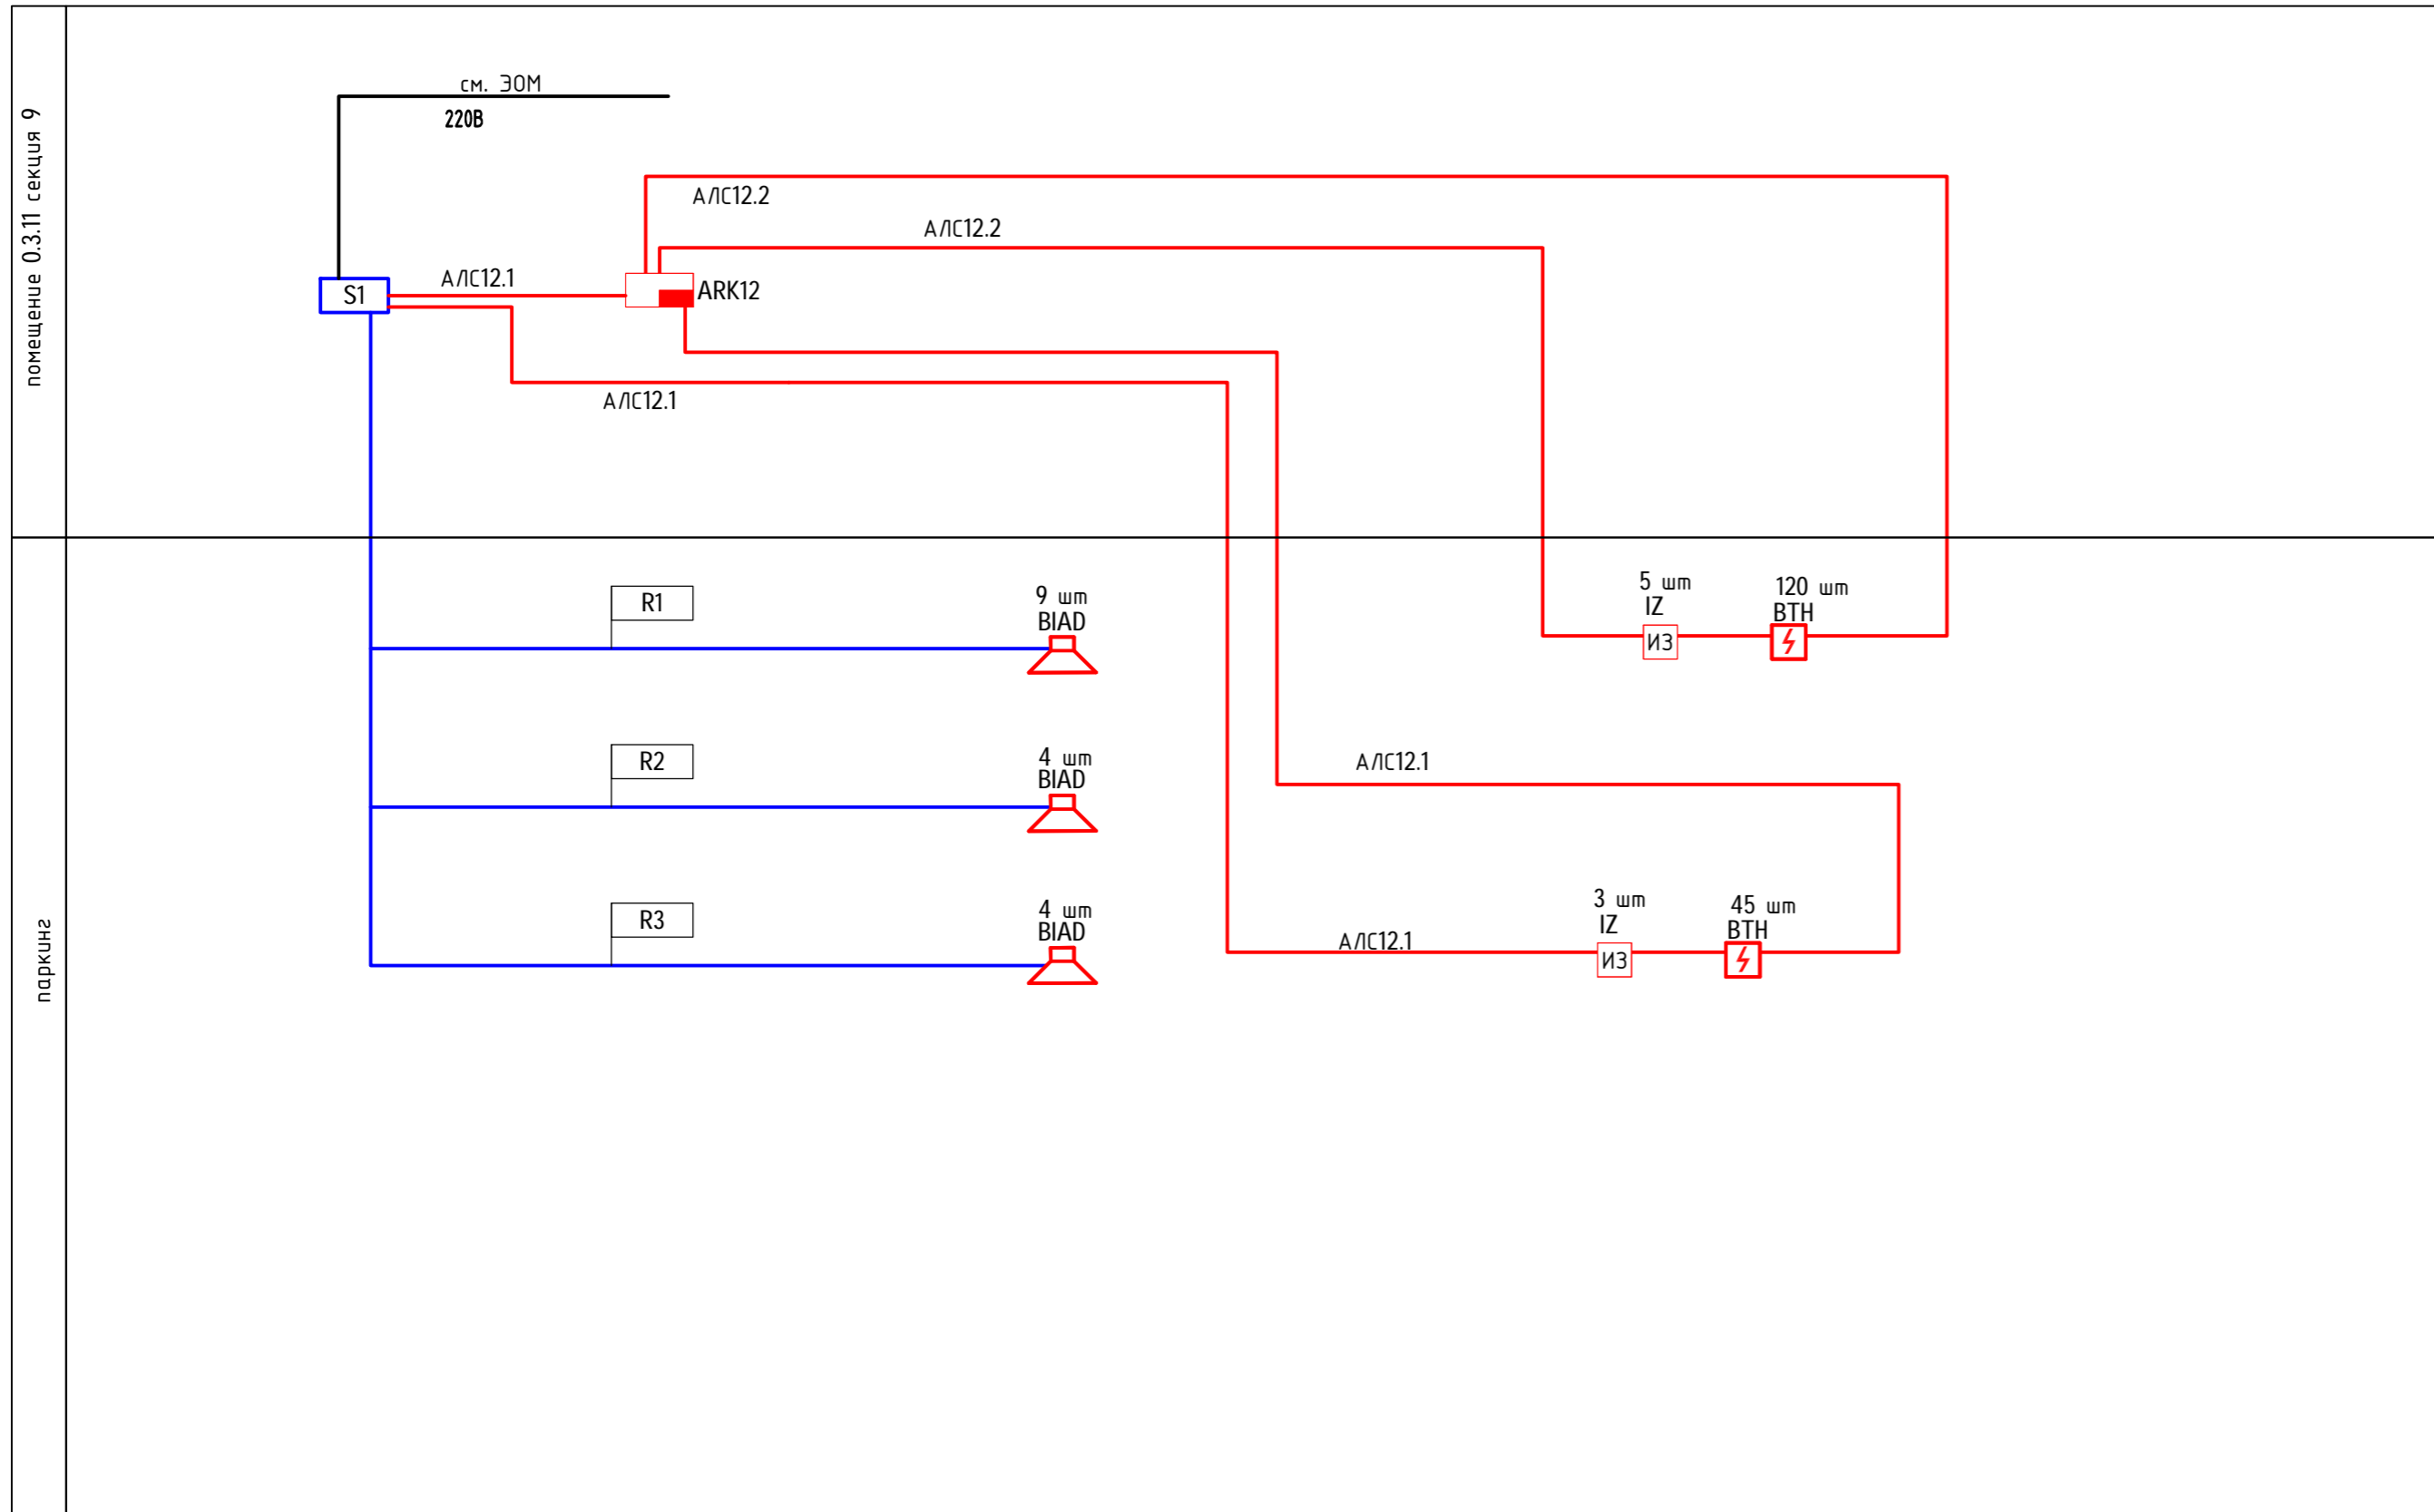 помещение 0.3.11 секция 9
см. ЭОМ
220В
АЛС12.2
АЛС12.2
АЛС12.1
S1
ARK12
АЛС12.1
паркинг
R1
9 шт
BIAD
5 шт
IZ
ИЗ
120 шт
BTH
R2
4 шт
BIAD
АЛС12.1
R3
4 шт
BIAD
АЛС12.1
3 шт
IZ
ИЗ
45 шт
BTH